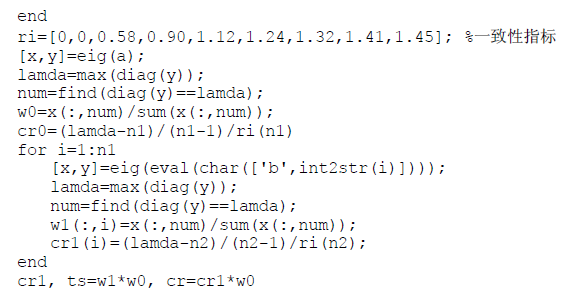 end
ri=[0,0,0.58,0.90,1.12,1.24,1.32,1.41,1.45]; %一致性指标
[x,y]=eig(a);
lamda=max(diag(y));
num=find(diag(y)==lamda);
w0=x(:,num)/sum(x(:,num));
cr0=(lamda-n1)/(n1-1)/ri(n1)
for i=1:n1
    [x,y]=eig(eval(char(['b',int2str(i)])));
    lamda=max(diag(y));
    num=find(diag(y)==lamda);
    w1(:,i)=x(:,num)/sum(x(:,num));
    cr1(i)=(lamda-n2)/(n2-1)/ri(n2);
end
cr1, ts=w1*w0, cr=cr1*w0